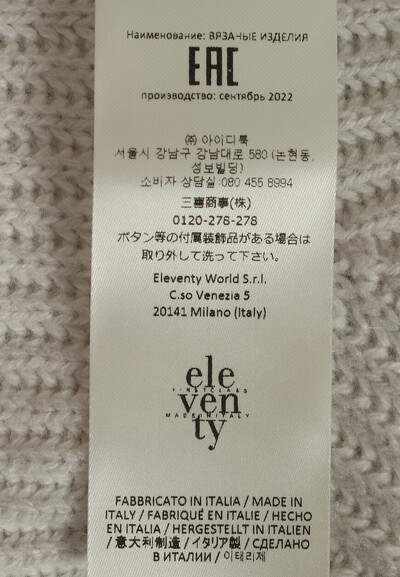 Наименование: ВЯЗАНЫЕ ИЗДЕЛИЯ
EAC
производство: сентябрь 2022
㈜ 아이디룩
서울시 강남구 강남대로 580 (논현동,
성보빌딩)
소비자 상담실:080 455 8994
三喜商事(株)
0120-278-278
ボタン等の付属装飾品がある場合は
取り外して洗って下さい。
Eleventy World S.r.l.
C.so Venezia 5
20141 Milano (Italy)
ele
FIRSTCLASS
ven
MADEINITALY
ty
FABBRICATO IN ITALIA / MADE IN
ITALY / FABRIQUÉ EN ITALIE / HECHO
EN ITALIA / HERGESTELLT IN ITALIEN
/ 意大利制造 / イタリア製 / СДЕЛАНО
В ИТАЛИИ / 이태리제